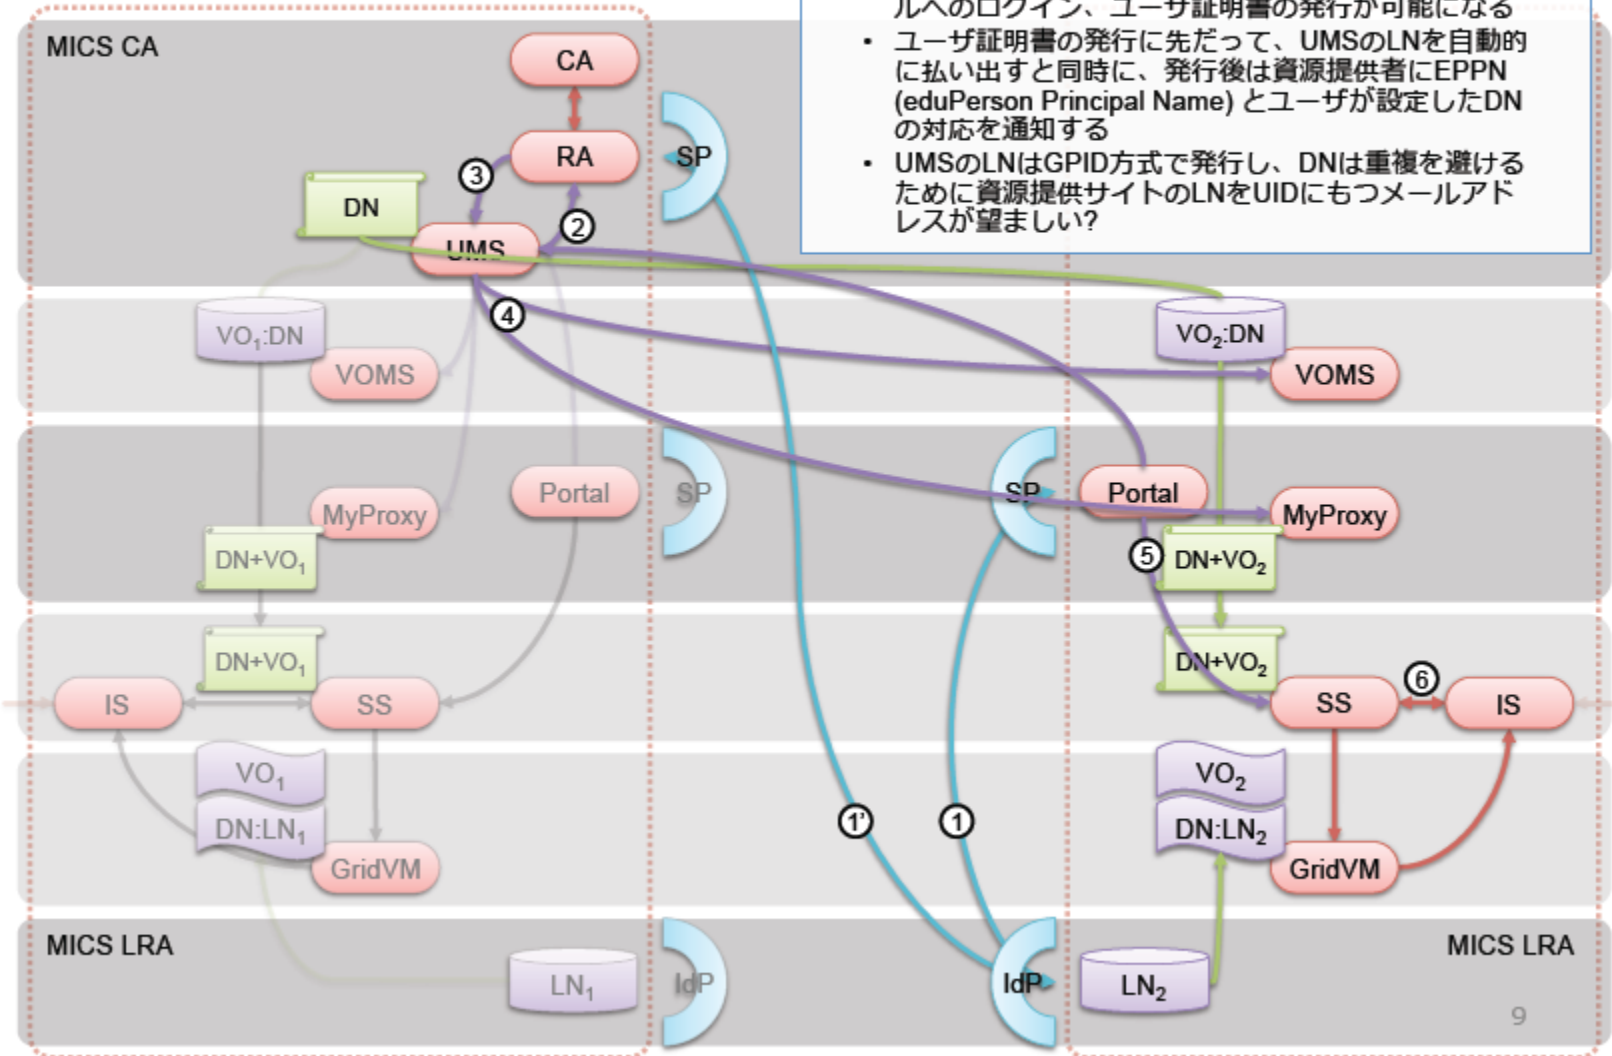 ルへのログイン、ユーザ証明書の発行が可能になる
• ユーザ証明書の発行に先だって、UMSのLNを自動的
に払い出すと同時に、発行後は資源提供者にEPPN
(eduPerson Principal Name) とユーザが設定したDN
の対応を通知する
• UMSのLNはGPID方式で発行し、DNは重複を避ける
ために資源提供サイトのLNをUIDにもつメールアド
レスが望ましい?
MICS CA
CA
RA
SP
③
DN
②
UMS
④
VO₁:DN
VOMS
VO₂:DN
VOMS
MyProxy
Portal
SP
SP
Portal
MyProxy
DN+VO₁
⑤
DN+VO₂
DN+VO₁
DN+VO₂
IS
SS
SS
⑥
IS
VO₁
DN:LN₁
GridVM
1'
①
VO₂
DN:LN₂
GridVM
MICS LRA
MICS LRA
LN₁
IdP
IdP
LN₂
9